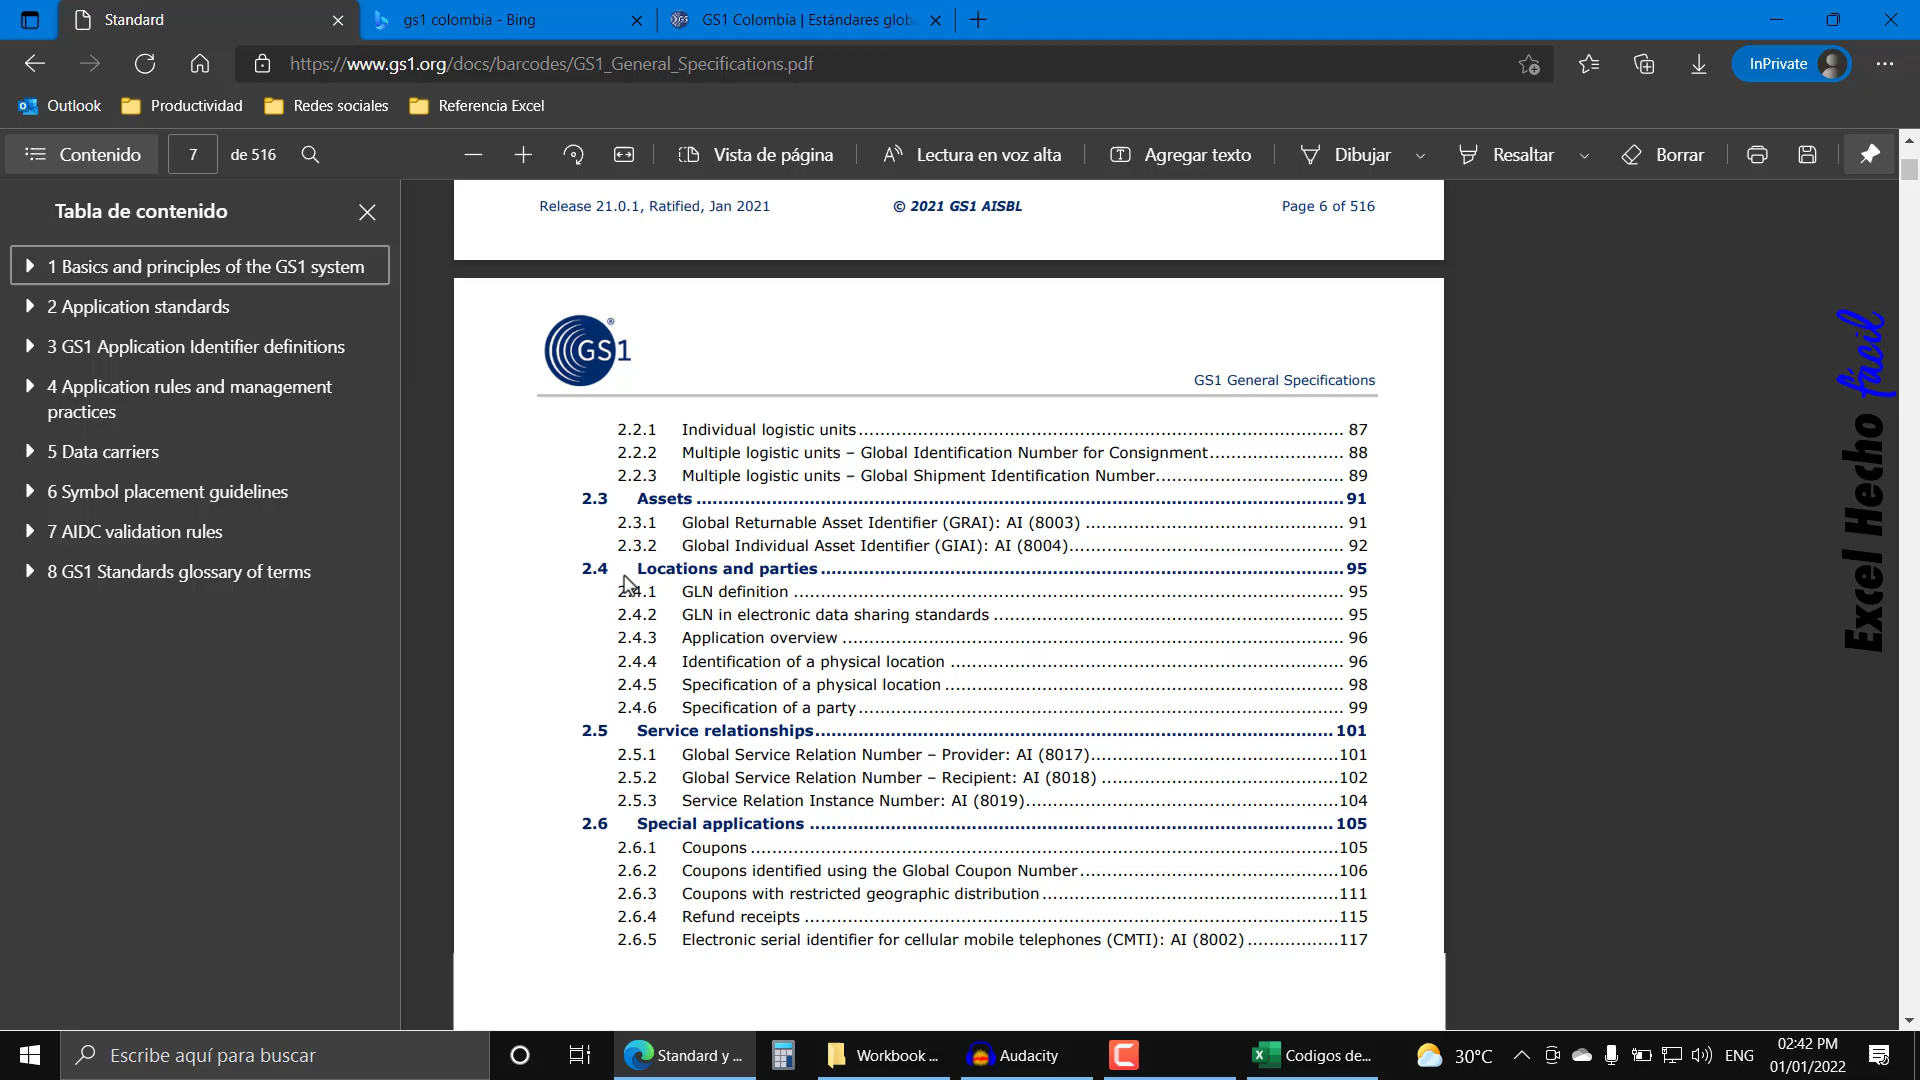 Standard
gs1 colombia - Bing
GS1 Colombia | Estándares globa
https://www.gs1.org/docs/barcodes/GS1_General_Specifications.pdf
InPrivate
Outlook
Productividad
Redes sociales
Referencia Excel
Contenido
7
de 516
Vista de página
Lectura en voz alta
Agregar texto
Dibujar
Resaltar
Borrar
Tabla de contenido
1 Basics and principles of the GS1 system
2 Application standards
3 GS1 Application Identifier definitions
4 Application rules and management
practices
5 Data carriers
6 Symbol placement guidelines
7 AIDC validation rules
8 GS1 Standards glossary of terms
Release 21.0.1, Ratified, Jan 2021 © 2021 GS1 AISBL Page 6 of 516
GS1
GS1 General Specifications
2.2.1 Individual logistic units 87
2.2.2 Multiple logistic units – Global Identification Number for Consignment 88
2.2.3 Multiple logistic units – Global Shipment Identification Number 89
2.3 Assets 91
2.3.1 Global Returnable Asset Identifier (GRAI): AI (8003) 91
2.3.2 Global Individual Asset Identifier (GIAI): AI (8004) 92
2.4 Locations and parties 95
2.4.1 GLN definition 95
2.4.2 GLN in electronic data sharing standards 95
2.4.3 Application overview 96
2.4.4 Identification of a physical location 96
2.4.5 Specification of a physical location 98
2.4.6 Specification of a party 99
2.5 Service relationships 101
2.5.1 Global Service Relation Number – Provider: AI (8017) 101
2.5.2 Global Service Relation Number – Recipient: AI (8018) 102
2.5.3 Service Relation Instance Number: AI (8019) 104
2.6 Special applications 105
2.6.1 Coupons 105
2.6.2 Coupons identified using the Global Coupon Number 106
2.6.3 Coupons with restricted geographic distribution 111
2.6.4 Refund receipts 115
2.6.5 Electronic serial identifier for cellular mobile telephones (CMTI): AI (8002) 117
Excel Hecho fácil
Escribe aquí para buscar
Standard y ...
Workbook ...
Audacity
Codigos de...
30°C
ENG
02:42 PM
01/01/2022